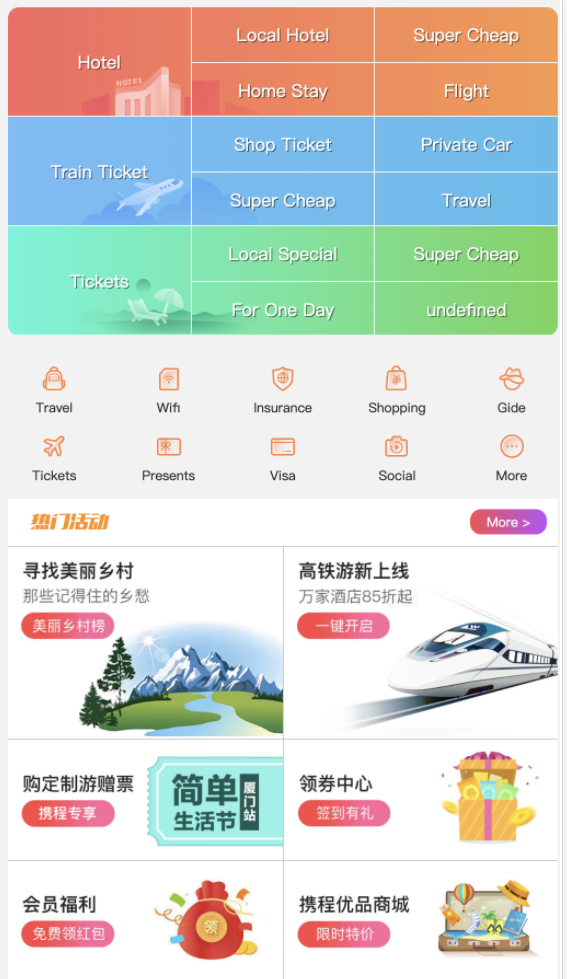 Hotel
Local Hotel
Super Cheap
Home Stay
Flight
HOTEL
Train Ticket
Shop Ticket
Private Car
Super Cheap
Travel
Tickets
Local Special
Super Cheap
For One Day
undefined
Travel
Wifi
Insurance
Shopping
Gide
Tickets
Presents
Visa
Social
More
热门活动
More >
寻找美丽乡村
那些记得住的乡愁
美丽乡村榜
高铁游新上线
万家酒店85折起
一键开启
购定制游赠票
携程专享
简单
生活节
厦门站
领券中心
签到有礼
会员福利
免费领红包
领
携程优品商城
限时特价